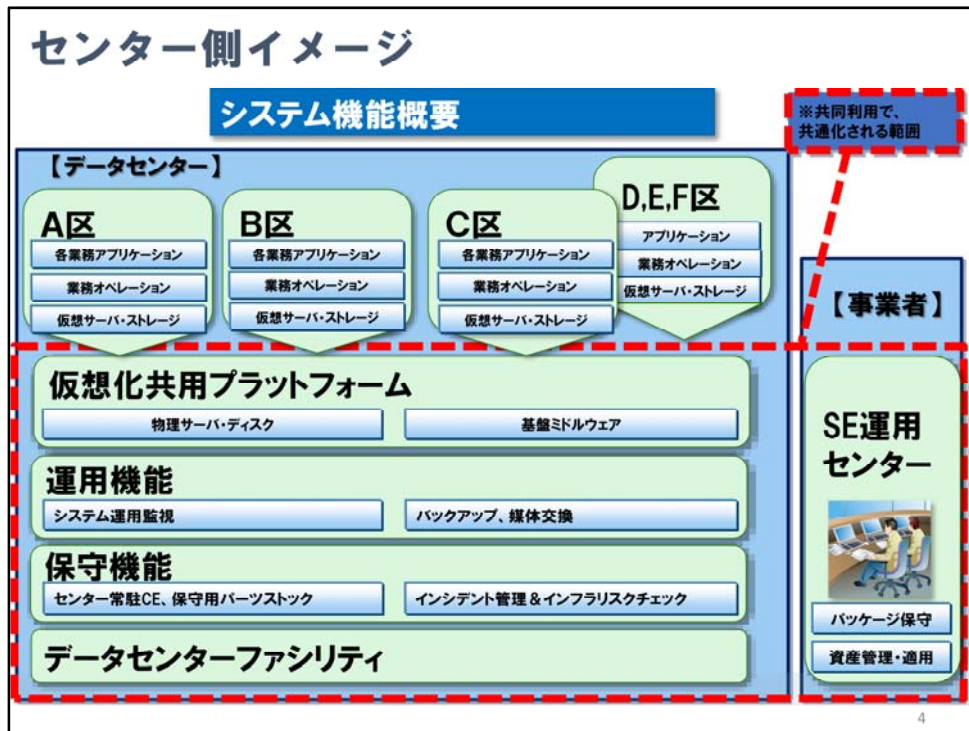 センター側イメージ
システム機能概要
※共同利用で、
共通化される範囲
【データセンター】
A区
各業務アプリケーション
業務オペレーション
仮想サーバ・ストレージ
B区
各業務アプリケーション
業務オペレーション
仮想サーバ・ストレージ
C区
各業務アプリケーション
業務オペレーション
仮想サーバ・ストレージ
D,E,F区
アプリケーション
業務オペレーション
仮想サーバ・ストレージ
仮想化共用プラットフォーム
物理サーバ・ディスク
基盤ミドルウェア
運用機能
システム運用監視
バックアップ、媒体交換
保守機能
センター常駐CE、保守用パーツストック
インシデント管理&インフラリスクチェック
データセンターファシリティ
【事業者】
SE運用
センター
パッケージ保守
資産管理・適用
4